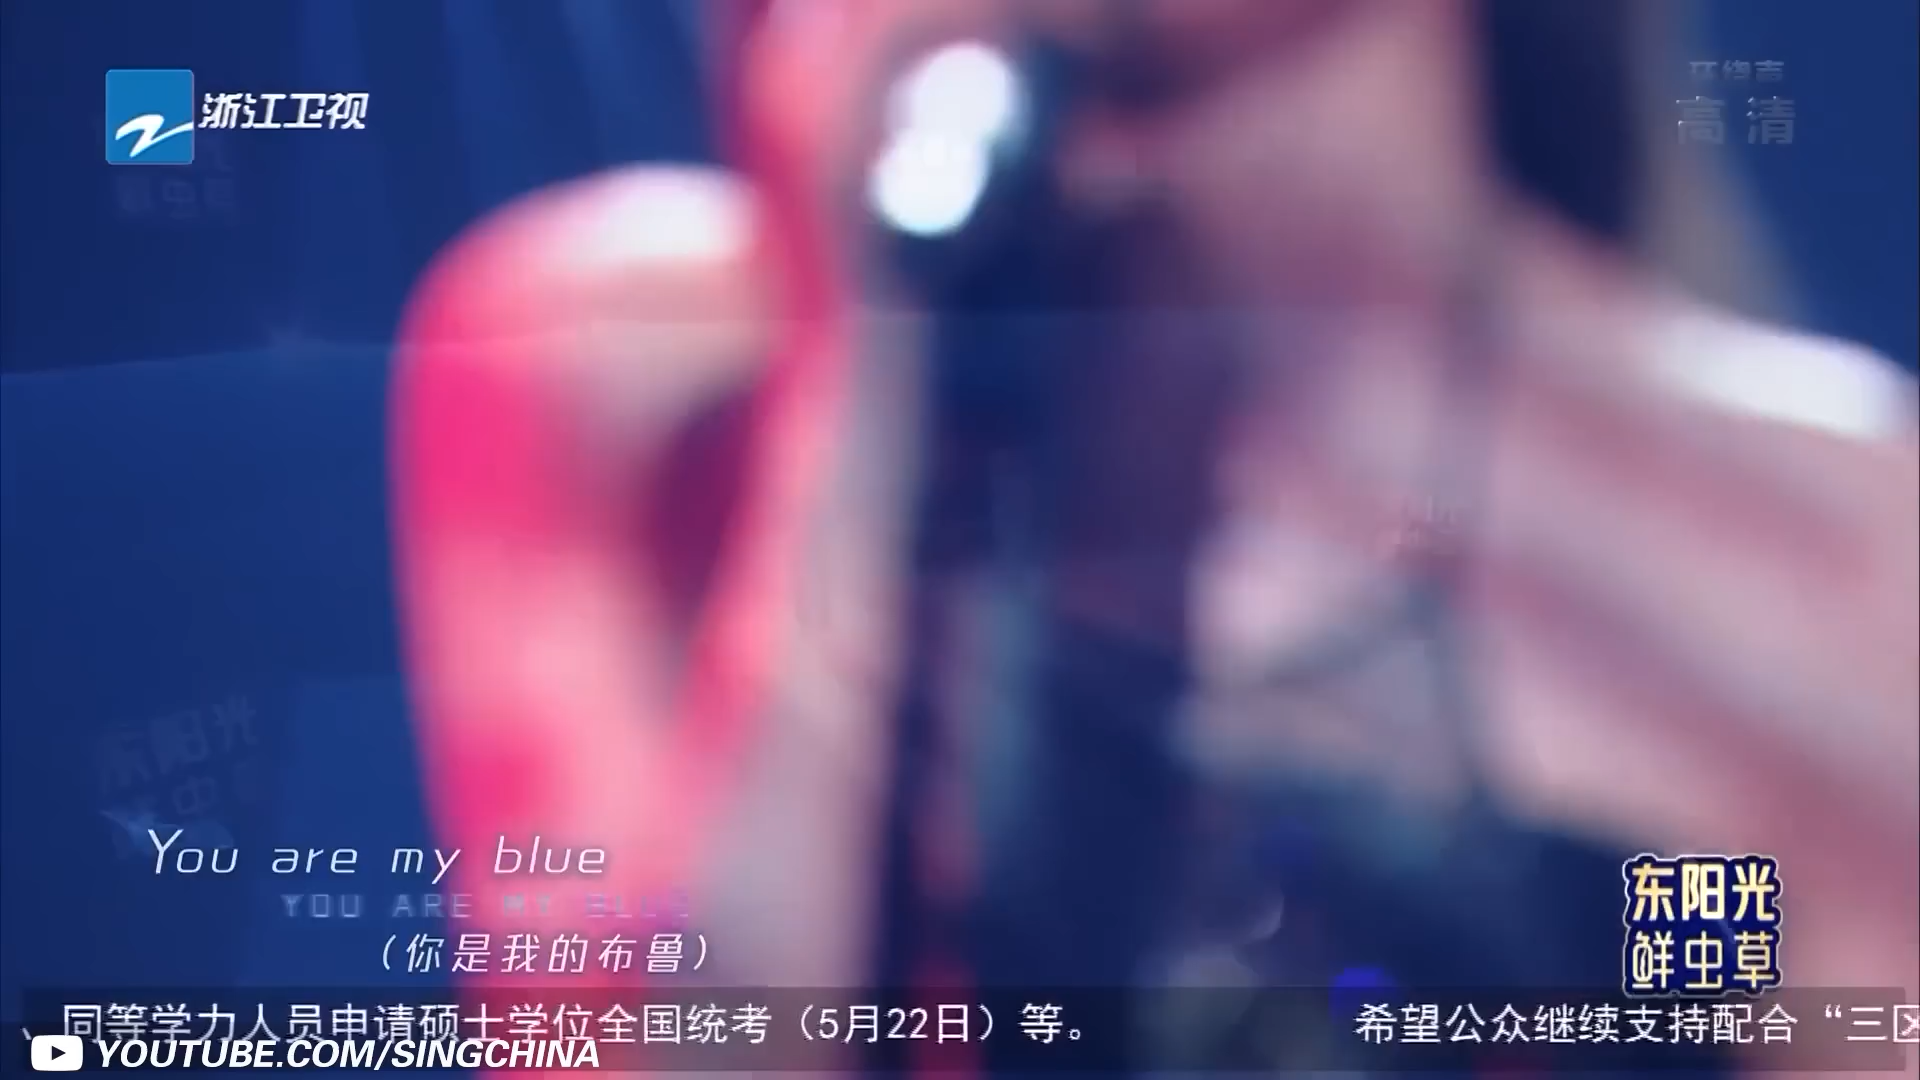 浙江卫视
环绕声
高清
You are my blue
YOU ARE MY BLUE
(你是我的布鲁)
东阳光
鲜虫草
、同等学力人员申请硕士学位全国统考（5月22日）等。 希望公众继续支持配合“三区
YOUTUBE.COM/SINGCHINA